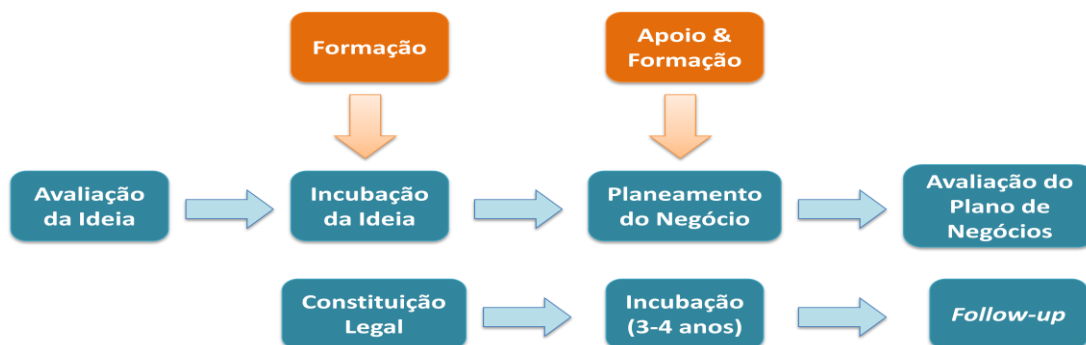 Formação
Apoio &
Formação
Avaliação
da Ideia
Incubação
da Ideia
Planeamento
do Negócio
Avaliação do
Plano de
Negócios
Constituição
Legal
Incubação
(3-4 anos)
Follow-up